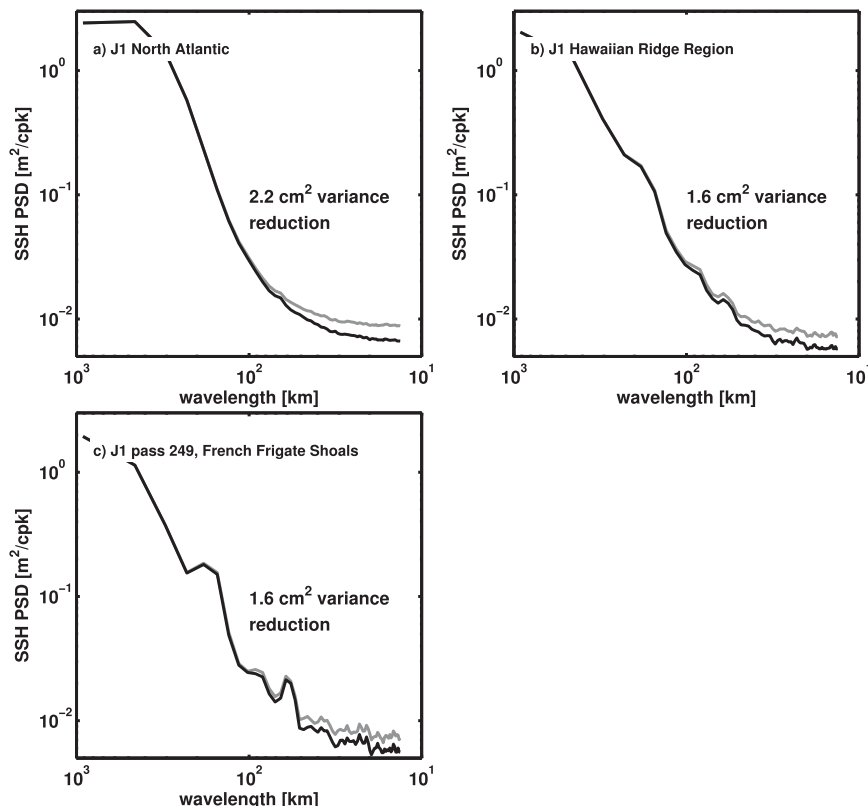 a) J1 North Atlantic
SSH PSD [m²/cpk]
10⁰
10⁻¹
10⁻²
2.2 cm² variance
reduction
10³
10²
10¹
wavelength [km]
b) J1 Hawaiian Ridge Region
SSH PSD [m²/cpk]
10⁰
10⁻¹
10⁻²
1.6 cm² variance
reduction
10³
10²
10¹
wavelength [km]
c) J1 pass 249, French Frigate Shoals
SSH PSD [m²/cpk]
10⁰
10⁻¹
10⁻²
1.6 cm² variance
reduction
10³
10²
10¹
wavelength [km]